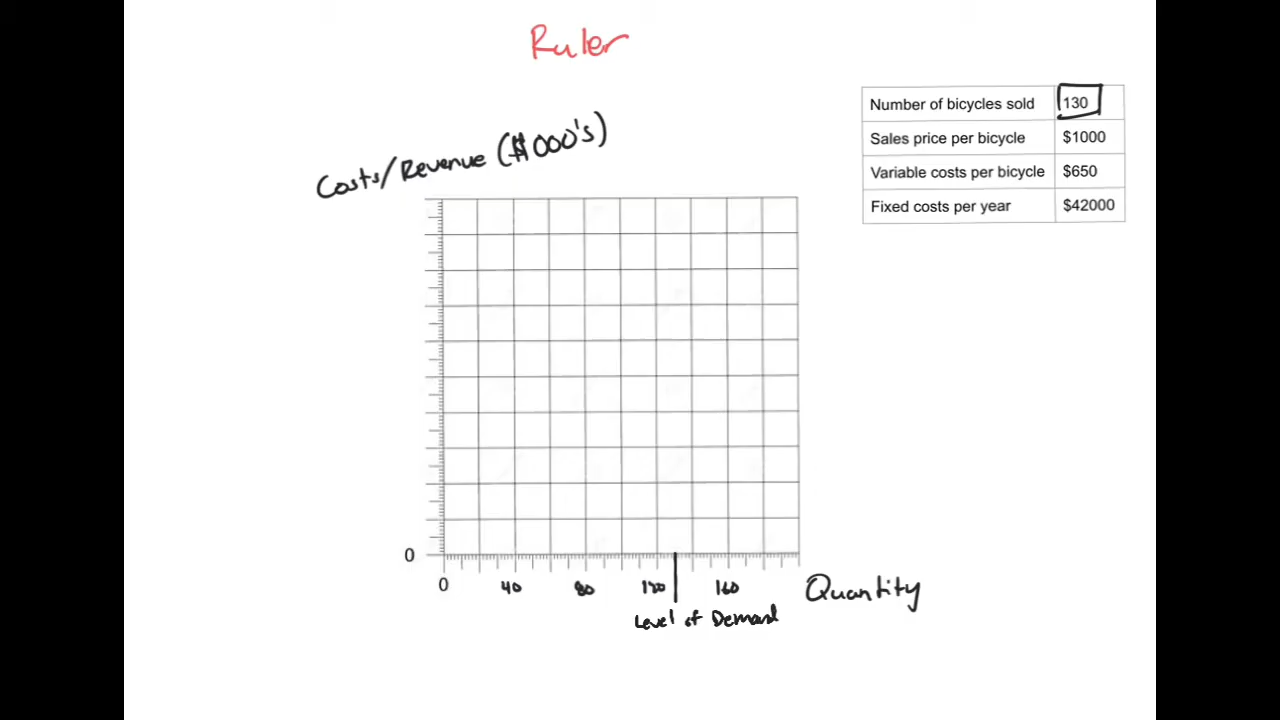 Ruler
Costs/Revenue ($000's)
Number of bicycles sold 130
Sales price per bicycle $1000
Variable costs per bicycle $650
Fixed costs per year $42000
0
0 40 80 120 160 Quantity
Level of Demand